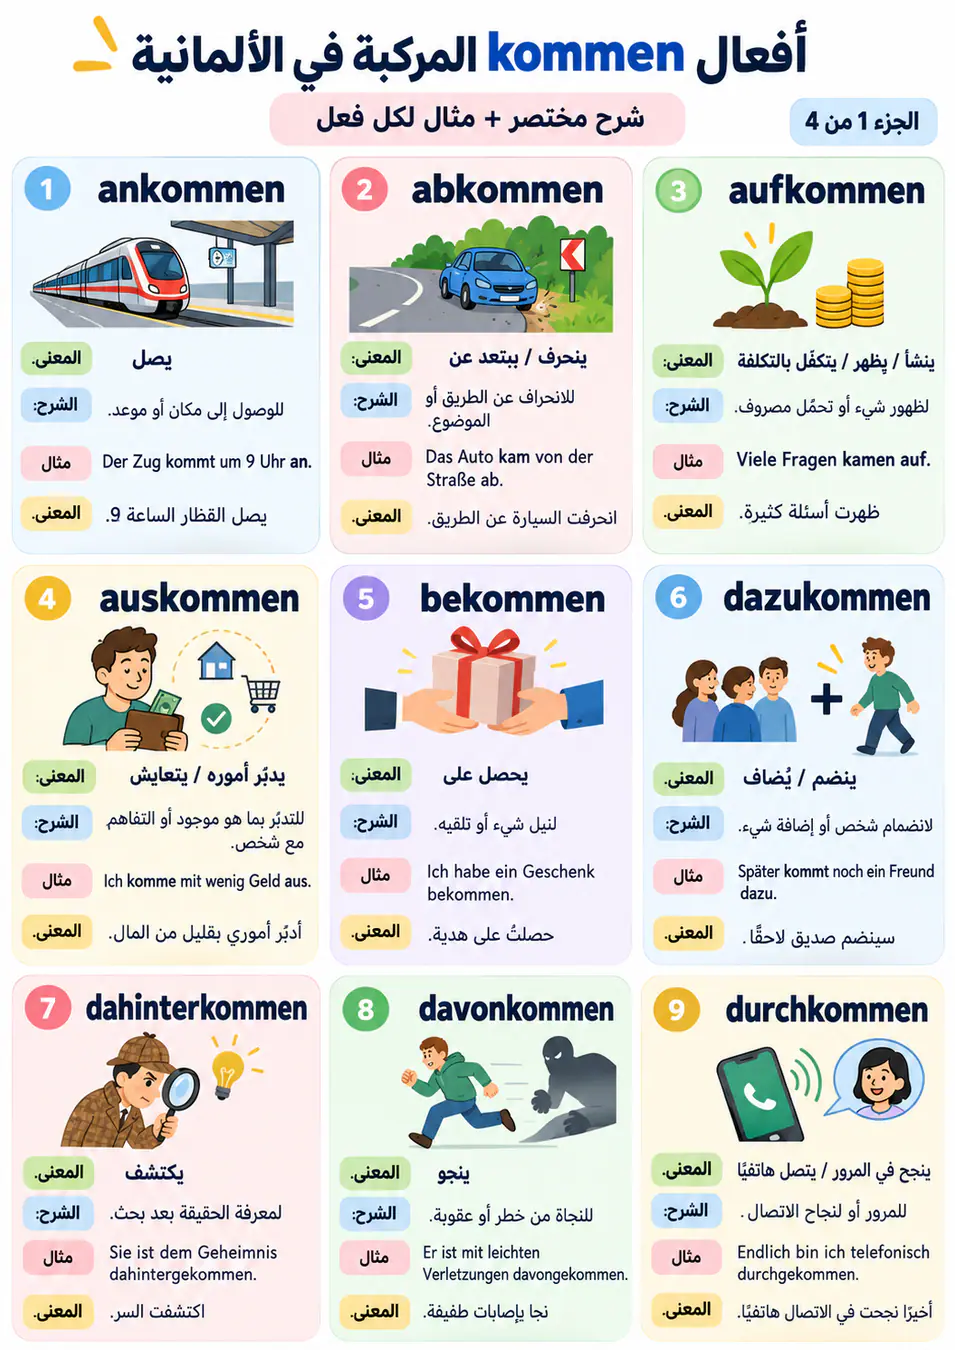 أفعال kommen المركبة في الألمانية
شرح مختصر + مثال لكل فعل
الجزء 1 من 4
1 ankommen
المعنى: يصل
الشرح: للوصول إلى مكان أو موعد.
مثال Der Zug kommt um 9 Uhr an.
المعنى: يصل القطار الساعة 9.
2 abkommen
المعنى: ينحرف / يبتعد عن
الشرح: للانحراف عن الطريق أو
الموضوع.
مثال Das Auto kam von der
Straße ab.
المعنى: انحرفت السيارة عن الطريق.
3 aufkommen
المعنى: ينشأ / يظهر / يتكفّل بالتكلفة
الشرح: لظهور شيء أو تحمّل مصروف.
مثال Viele Fragen kamen auf.
المعنى: ظهرت أسئلة كثيرة.
4 auskommen
المعنى: يدبّر أموره / يتعايش
الشرح: للتدبّر بما هو موجود أو التفاهم
مع شخص.
مثال Ich komme mit wenig Geld aus.
المعنى: أدبّر أموري بقليل من المال.
5 bekommen
المعنى: يحصل على
الشرح: لنيل شيء أو تلقيه.
مثال Ich habe ein Geschenk
bekommen.
المعنى: حصلتُ على هدية.
6 dazukommen
المعنى: ينضم / يُضاف
الشرح: لانضمام شخص أو إضافة شيء.
مثال Später kommt noch ein Freund
dazu.
المعنى: سينضم صديق لاحقًا.
7 dahinterkommen
المعنى: يكتشف
الشرح: لمعرفة الحقيقة بعد بحث.
مثال Sie ist dem Geheimnis
dahintergekommen.
المعنى: اكتشفت السر.
8 davonkommen
المعنى: ينجو
الشرح: للنجاة من خطر أو عقوبة.
مثال Er ist mit leichten
Verletzungen davongekommen.
المعنى: نجا بإصابات طفيفة.
9 durchkommen
المعنى: ينجح في المرور / يتصل هاتفيًا
الشرح: للمرور أو لنجاح الاتصال.
مثال Endlich bin ich telefonisch
durchgekommen.
المعنى: أخيرًا نجحت في الاتصال هاتفيًا.